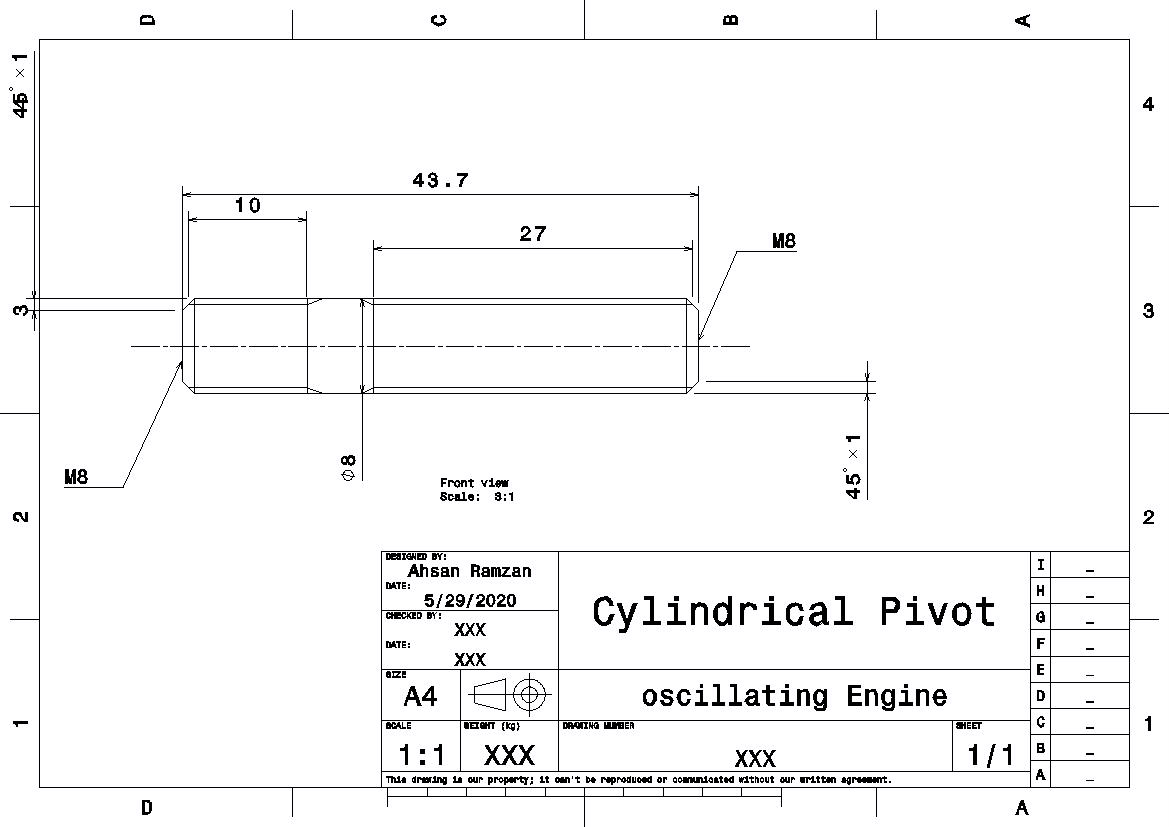 D C B A
45° × 1
4
43.7
10
27
M8
3 3
Ø8
M8
45° × 1
Front view
Scale: 3:1
2 2
DESIGNED BY:
Ahsan Ramzan
DATE:
5/29/2020
CHECKED BY:
XXX
DATE:
XXX
Cylindrical Pivot
I _
H _
G _
F _
E _
D _
C _
B _
A _
SIZE
A4
oscillating Engine
SCALE
1:1
WEIGHT (kg)
XXX
DRAWING NUMBER
XXX
SHEET
1/1
This drawing is our property; it can't be reproduced or communicated without our written agreement.
1 1
D A